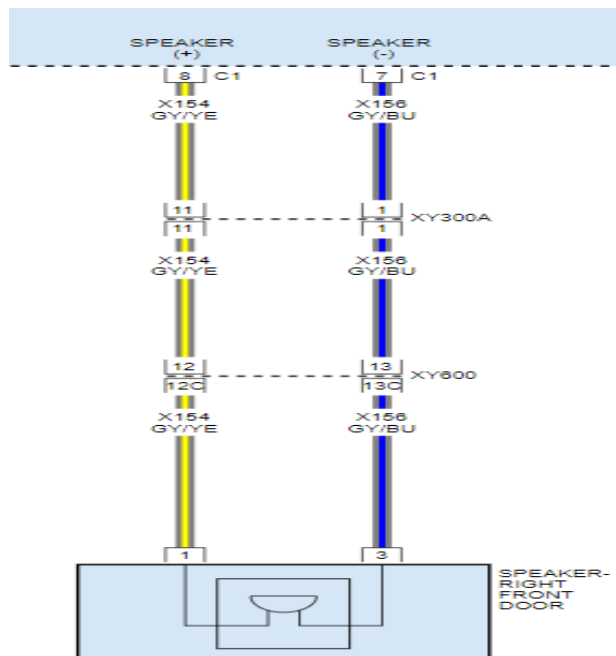 SPEAKER SPEAKER
(+) (-)
8 C1 7 C1
X154 X156
GY/YE GY/BU
11 1
XY300A
11 1
X154 X156
GY/YE GY/BU
12 13
XY600
12C 13C
X154 X156
GY/YE GY/BU
1 3
SPEAKER-
RIGHT
FRONT
DOOR